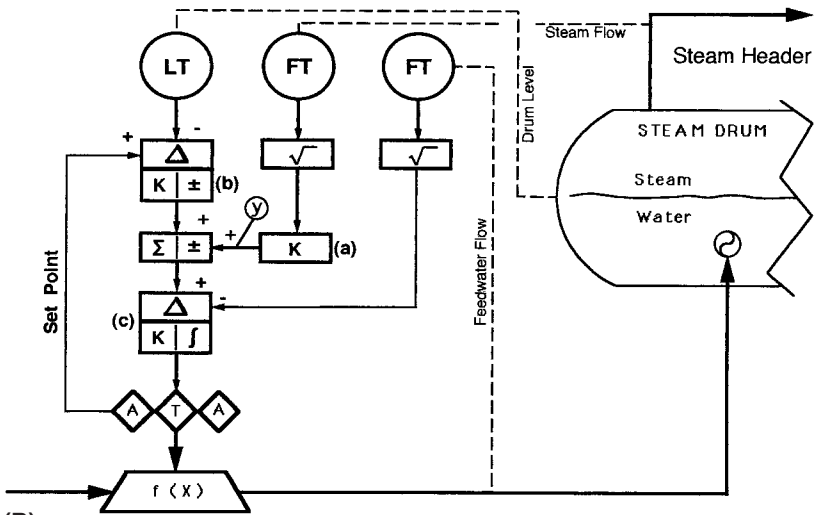 Steam Flow
Steam Header
LT
FT
FT
Drum Level
STEAM DRUM
+
-
Δ
√
√
K
±
(b)
Steam
+
y
Water
Σ
±
+
K
(a)
Set Point
+
Δ
-
Feedwater Flow
(c)
K
∫
A
T
A
f (X)